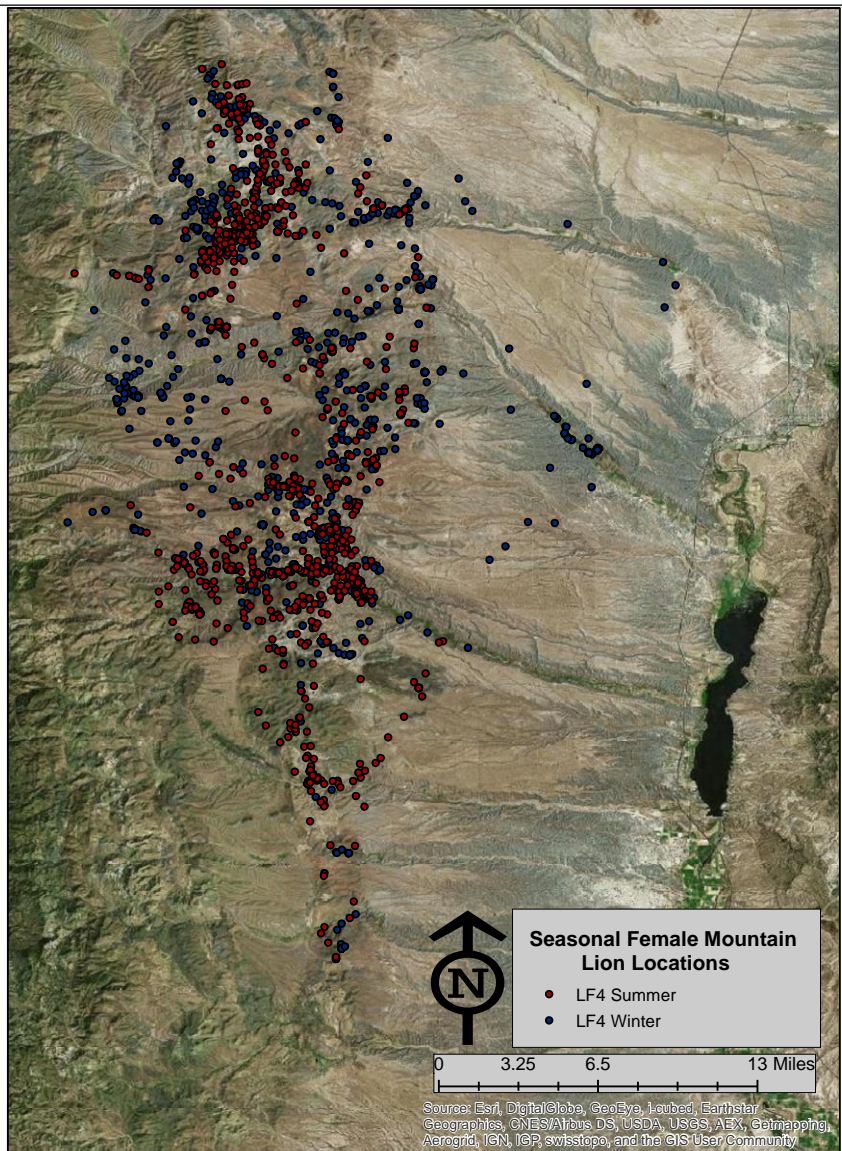 Seasonal Female Mountain
Lion Locations
LF4 Summer
LF4 Winter
N
0 3.25 6.5 13 Miles
Source: Esri, DigitalGlobe, GeoEye, i-cubed, Earthstar
Geographics, CNES/Airbus DS, USDA, USGS, AEX, Getmapping,
Aerogrid, IGN, IGP, swisstopo, and the GIS User Community